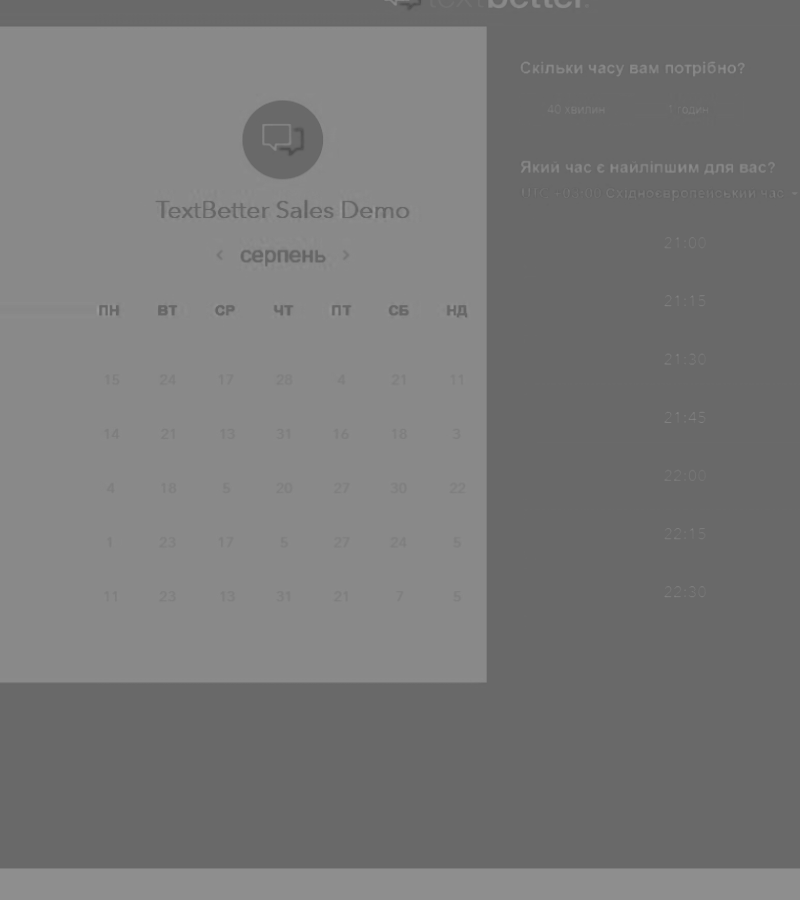 textbetter.
TextBetter Sales Demo
‹ серпень ›
ПН ВТ СР ЧТ ПТ СБ НД
15 24 17 28 4 21 11
14 21 13 31 16 18 3
4 18 5 20 27 30 22
1 23 17 5 27 24 5
11 23 13 31 21 7 5
Скільки часу вам потрібно?
40 хвилин 1 годин
Який час є найліпшим для вас?
03:00 Східноєвропейський час
21:00
21:15
21:30
21:45
22:00
22:15
22:30